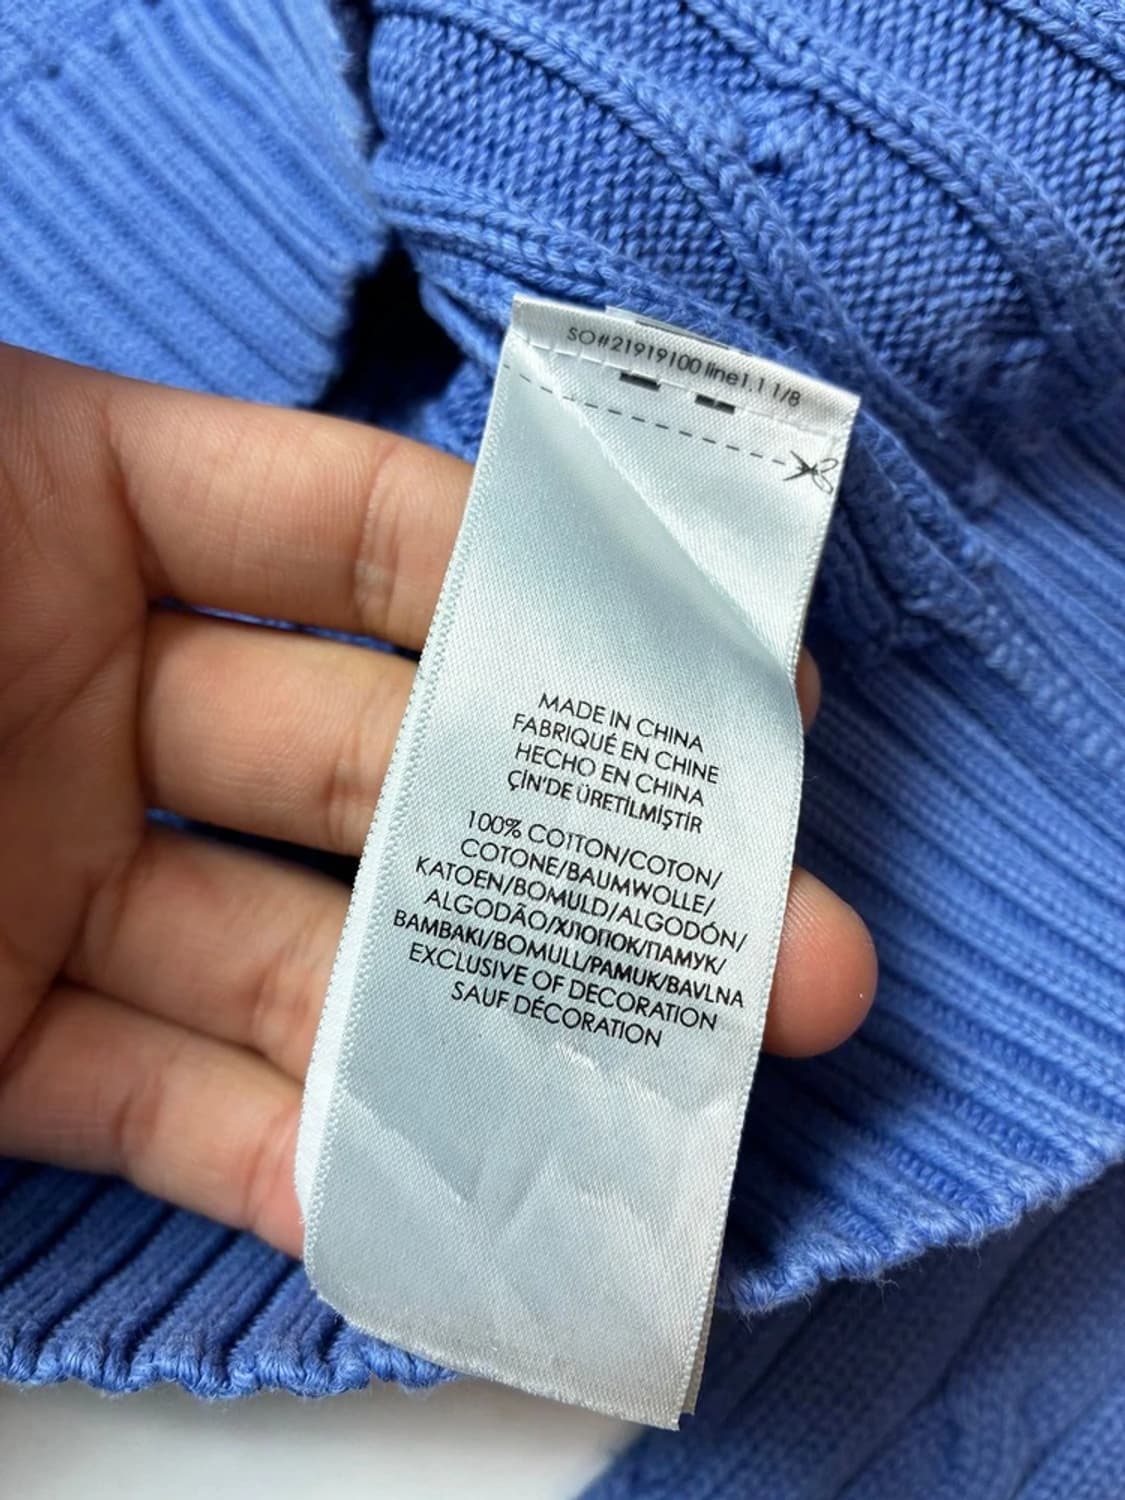 SO#21919100 line1.1 1/8
MADE IN CHINA
FABRIQUÉ EN CHINE
HECHO EN CHINA
ÇİN'DE ÜRETİLMİŞTİR
100% COTTON/COTON/
COTONE/BAUMWOLLE/
KATOEN/BOMULD/ALGODÓN/
ALGODÃO/ХЛОПОК/ПАМУК/
BAMBAKI/BOMULL/PAMUK/BAVLNA
EXCLUSIVE OF DECORATION
SAUF DÉCORATION